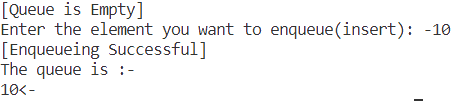 [Queue is Empty]
Enter the element you want to enqueue(insert): -10
[Enqueueing Successful]
The queue is :-
10<-